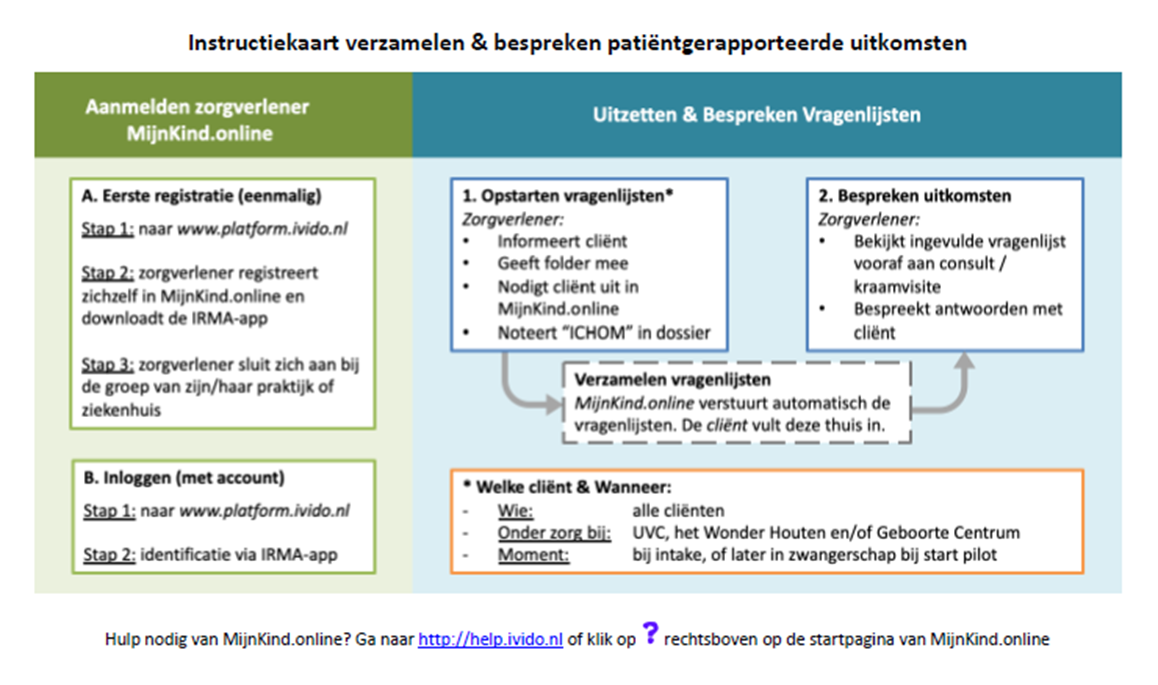 Instructiekaart verzamelen & bespreken patiëntgerapporteerde uitkomsten
Aanmelden zorgverlener
MijnKind.online
A. Eerste registratie (eenmalig)
Stap 1: naar www.platform.ivido.nl
Stap 2: zorgverlener registreert
zichzelf in MijnKind.online en
downloadt de IRMA-app
Stap 3: zorgverlener sluit zich aan bij
de groep van zijn/haar praktijk of
ziekenhuis
B. Inloggen (met account)
Stap 1: naar www.platform.ivido.nl
Stap 2: identificatie via IRMA-app
Uitzetten & Bespreken Vragenlijsten
1. Opstarten vragenlijsten*
Zorgverlener:
• Informeert cliënt
• Geeft folder mee
• Nodigt cliënt uit in
MijnKind.online
• Noteert “ICHOM” in dossier
Verzamelen vragenlijsten
MijnKind.online verstuurt automatisch de
vragenlijsten. De cliënt vult deze thuis in.
2. Bespreken uitkomsten
Zorgverlener:
• Bekijkt ingevulde vragenlijst
vooraf aan consult /
kraamvisite
• Bespreekt antwoorden met
cliënt
* Welke cliënt & Wanneer:
- Wie: alle cliënten
- Onder zorg bij: UVC, het Wonder Houten en/of Geboorte Centrum
- Moment: bij intake, of later in zwangerschap bij start pilot
Hulp nodig van MijnKind.online? Ga naar http://help.ivido.nl of klik op ? rechtsboven op de startpagina van MijnKind.online